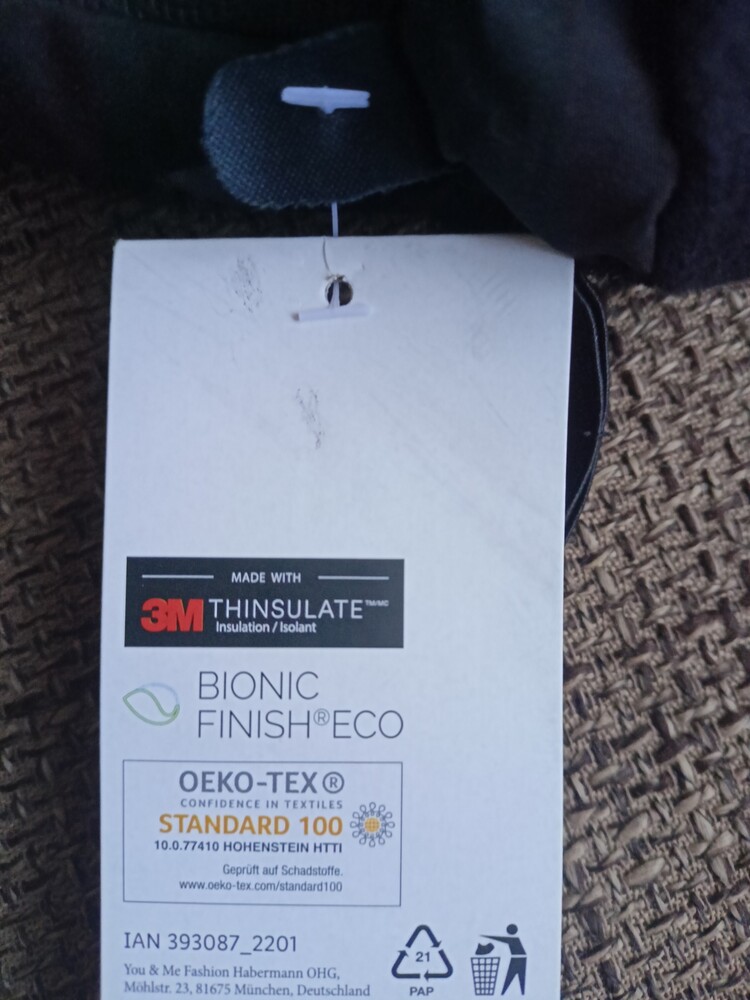 MADE WITH
3M THINSULATE™/MC
Insulation / Isolant
BIONIC
FINISH®ECO
OEKO-TEX®
CONFIDENCE IN TEXTILES
STANDARD 100
10.0.77410 HOHENSTEIN HTTI
Geprüft auf Schadstoffe.
www.oeko-tex.com/standard100
IAN 393087_2201
You & Me Fashion Habermann OHG,
Möhlstr. 23, 81675 München, Deutschland
21
PAP